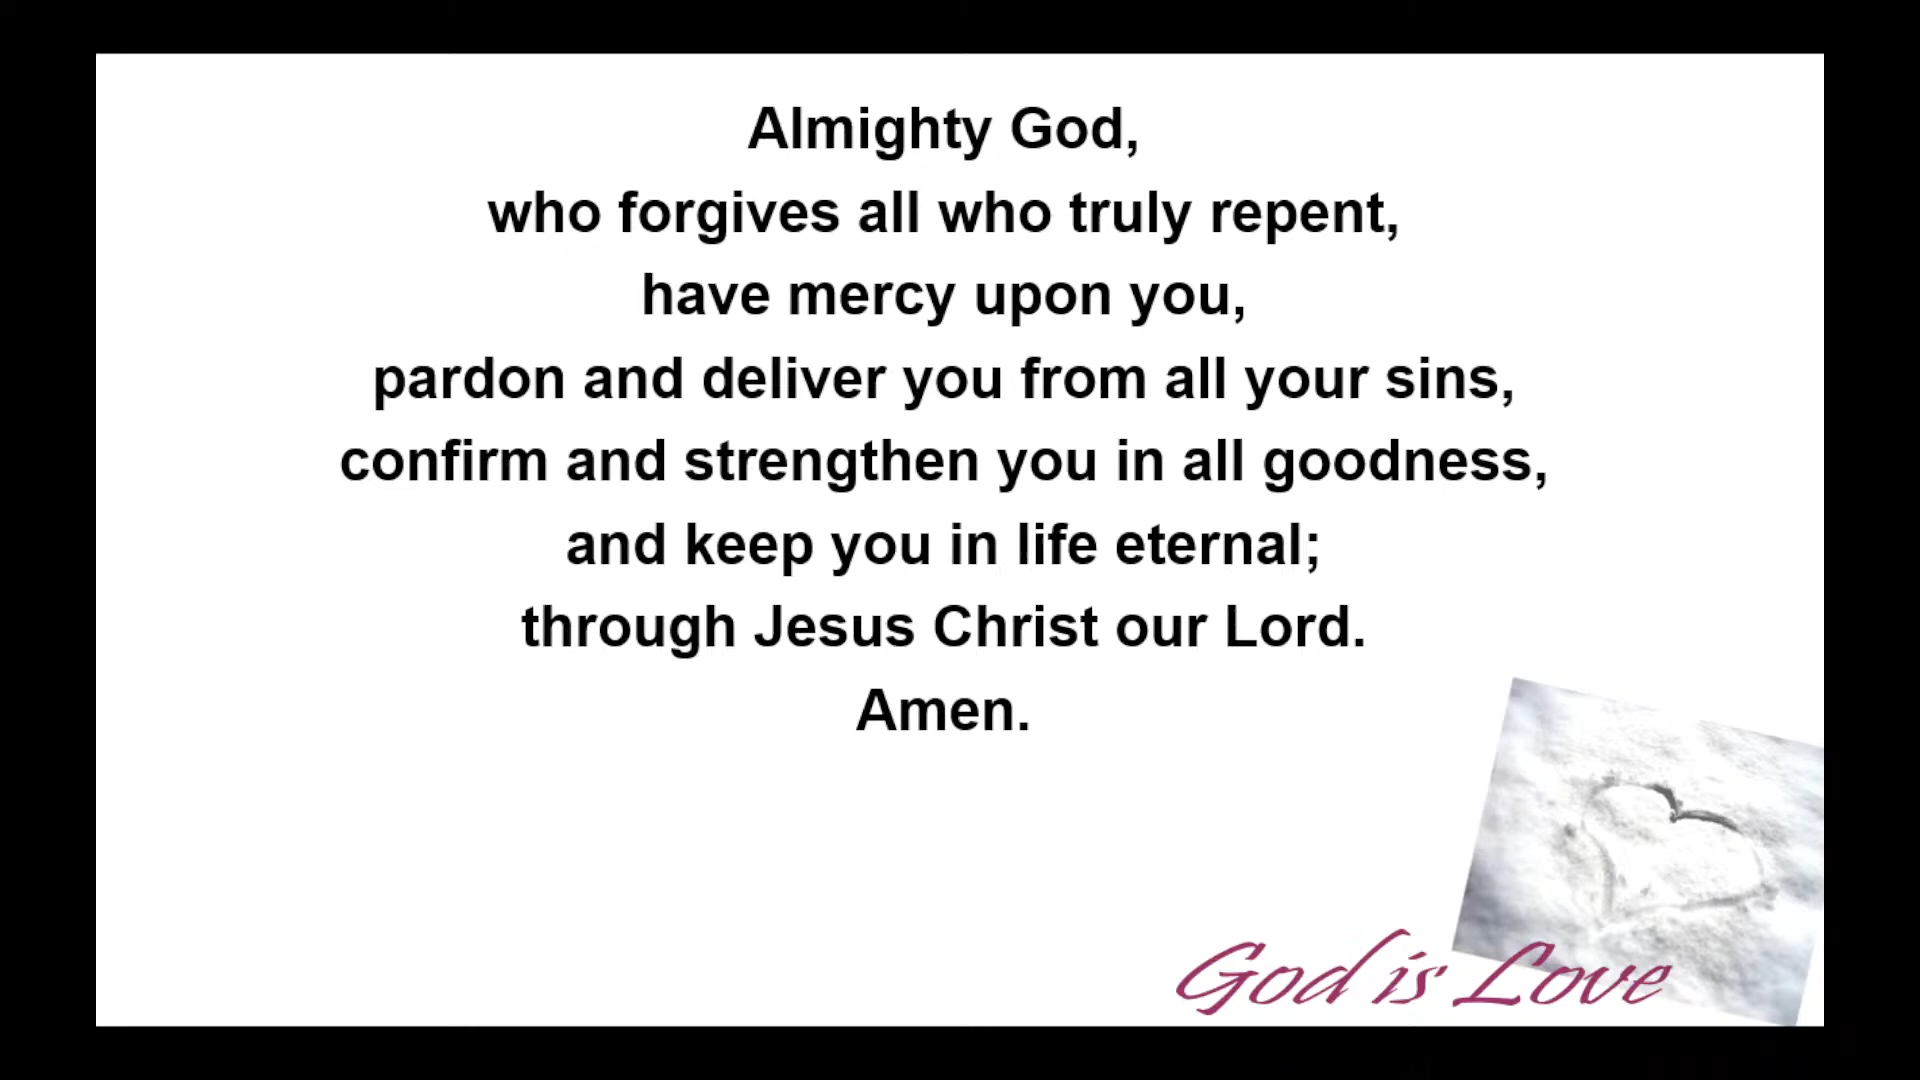 Almighty God,
who forgives all who truly repent,
have mercy upon you,
pardon and deliver you from all your sins,
confirm and strengthen you in all goodness,
and keep you in life eternal;
through Jesus Christ our Lord.
Amen.
God is Love